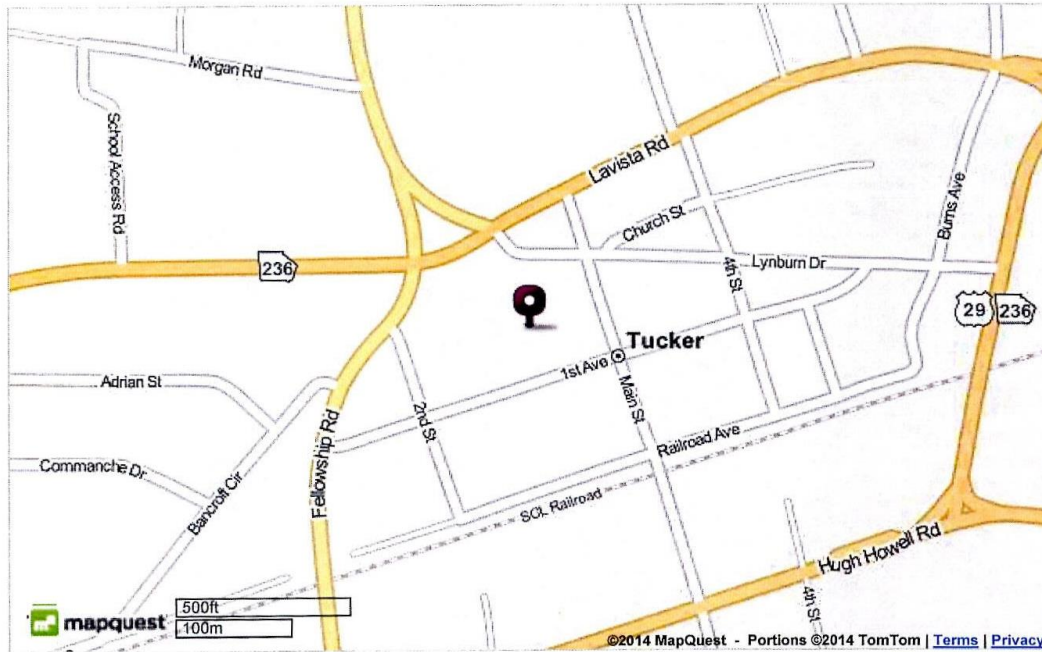 Morgan Rd
School Access Rd
Lavista Rd
Church St
Burns Ave
236
4th St
Lynburn Dr
29
236
Tucker
1st Ave
Main St
Adrian St
2nd St
Fellowship Rd
Railroad Ave
Commanche Dr
Bancroft Cir
SCL Railroad
Hugh Howell Rd
4th St
mapquest
500ft
100m
©2014 MapQuest - Portions ©2014 TomTom | Terms | Privacy